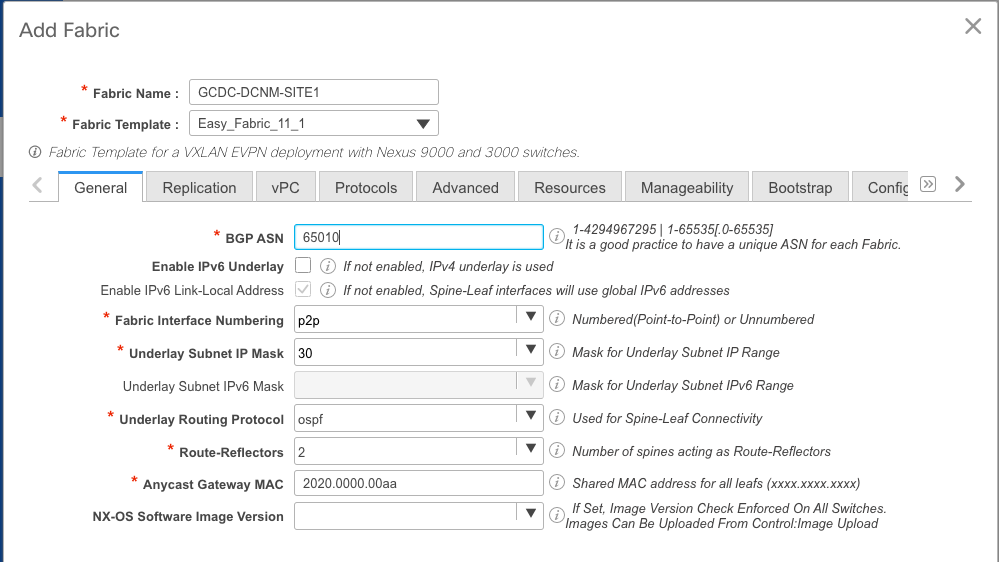 Add Fabric
* Fabric Name : GCDC-DCNM-SITE1
* Fabric Template : Easy_Fabric_11_1
Fabric Template for a VXLAN EVPN deployment with Nexus 9000 and 3000 switches.
General Replication vPC Protocols Advanced Resources Manageability Bootstrap Config
* BGP ASN 65010 1-4294967295 | 1-65535[.0-65535]
It is a good practice to have a unique ASN for each Fabric.
Enable IPv6 Underlay If not enabled, IPv4 underlay is used
Enable IPv6 Link-Local Address If not enabled, Spine-Leaf interfaces will use global IPv6 addresses
* Fabric Interface Numbering p2p Numbered(Point-to-Point) or Unnumbered
* Underlay Subnet IP Mask 30 Mask for Underlay Subnet IP Range
Underlay Subnet IPv6 Mask Mask for Underlay Subnet IPv6 Range
* Underlay Routing Protocol ospf Used for Spine-Leaf Connectivity
* Route-Reflectors 2 Number of spines acting as Route-Reflectors
* Anycast Gateway MAC 2020.0000.00aa Shared MAC address for all leafs (xxxx.xxxx.xxxx)
NX-OS Software Image Version If Set, Image Version Check Enforced On All Switches.
Images Can Be Uploaded From Control:Image Upload